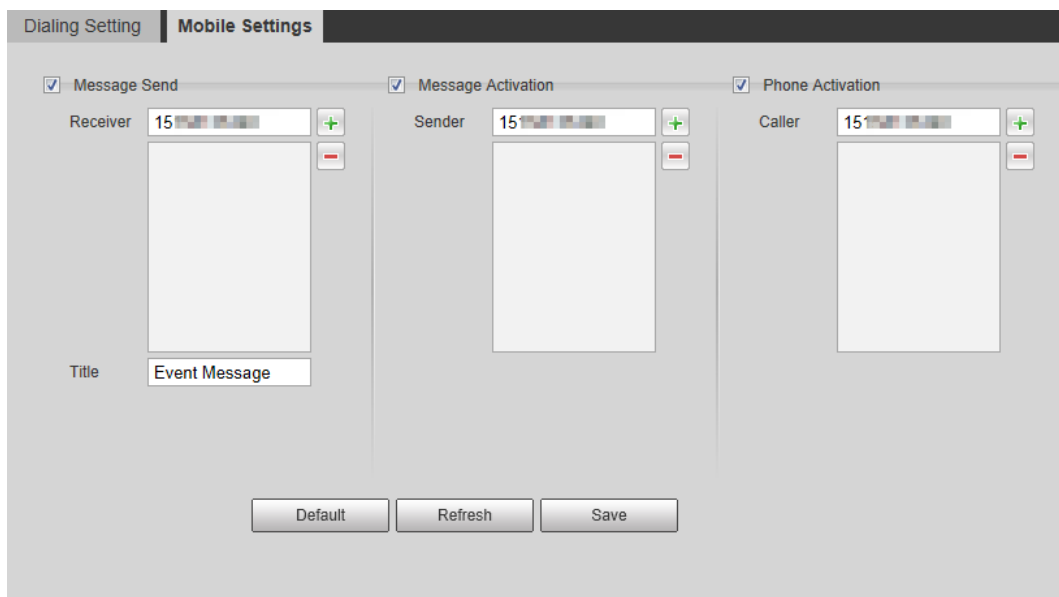 Dialing Setting
Mobile Settings
Message Send
Message Activation
Phone Activation
Receiver
15
Sender
151
Caller
151
Title
Event Message
Default
Refresh
Save